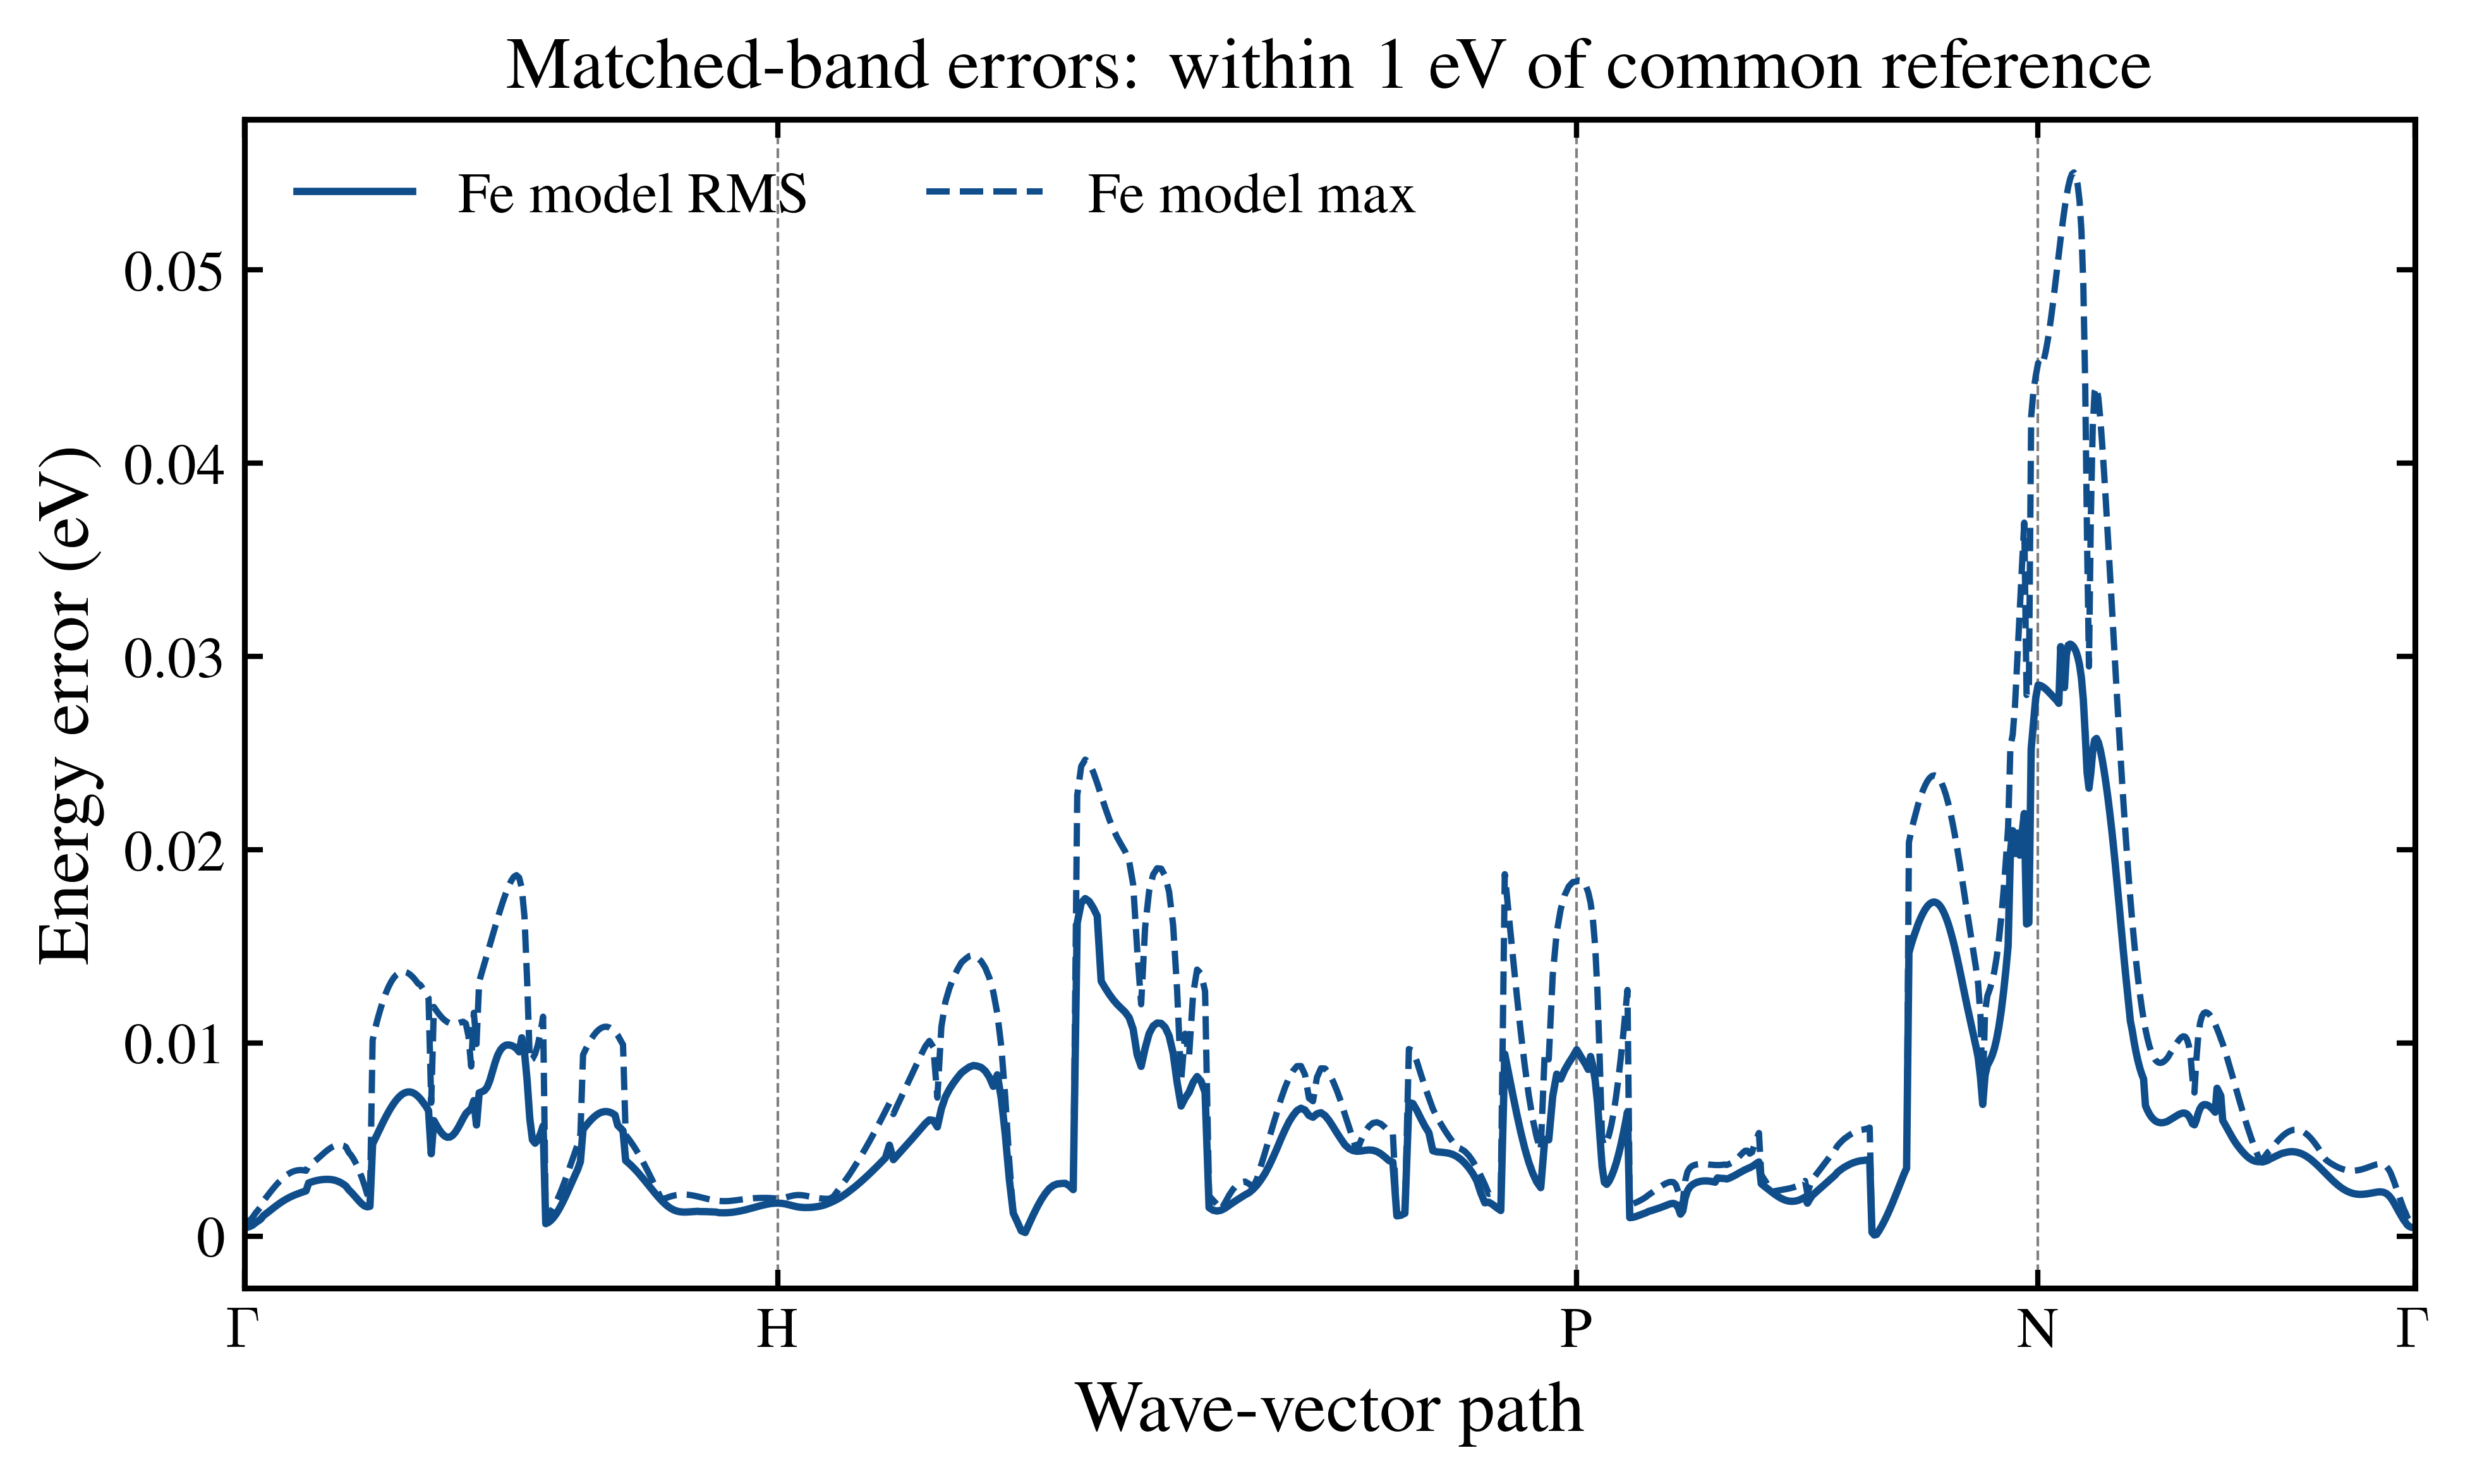 Matched-band errors: within 1 eV of common reference
Fe model RMS
Fe model max
Energy error (eV)
0.05
0.04
0.03
0.02
0.01
0
Γ
H
P
N
Γ
Wave-vector path